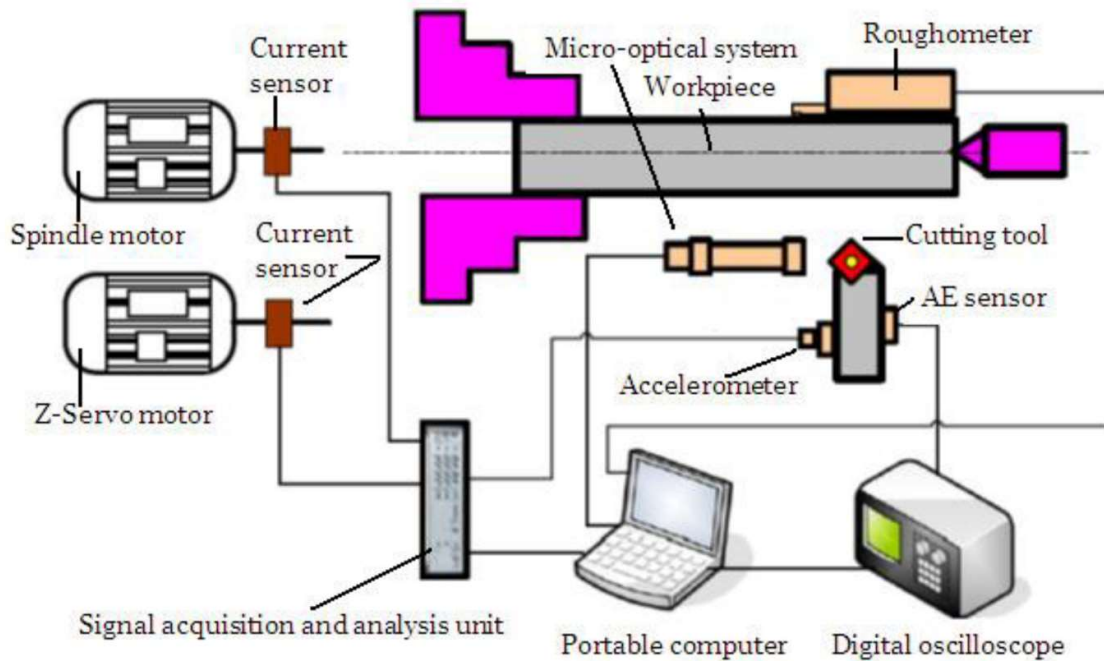 Current
sensor
Micro-optical system
Workpiece
Roughometer
Spindle motor
Current
sensor
Cutting tool
AE sensor
Accelerometer
Z-Servo motor
Signal acquisition and analysis unit
Portable computer
Digital oscilloscope